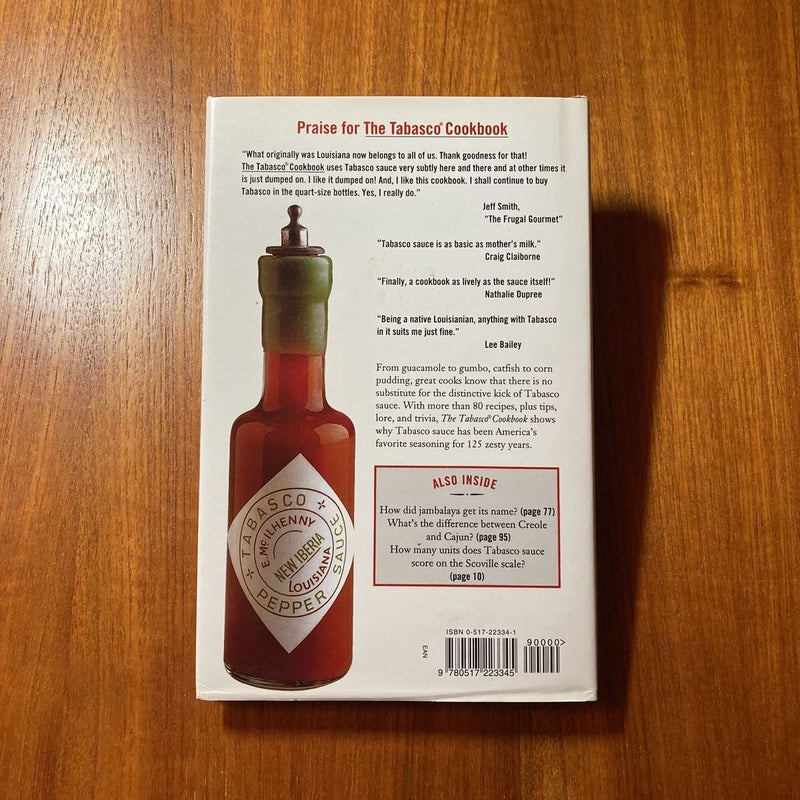 Praise for The Tabasco® Cookbook
"What originally was Louisiana now belongs to all of us. Thank goodness for that!
The Tabasco® Cookbook uses Tabasco sauce very subtly here and there and at other times it
is just dumped on. I like it dumped on! And, I like this cookbook. I shall continue to buy
Tabasco in the quart-size bottles. Yes, I really do."
Jeff Smith,
"The Frugal Gourmet"
"Tabasco sauce is as basic as mother's milk."
Craig Claiborne
"Finally, a cookbook as lively as the sauce itself!"
Nathalie Dupree
"Being a native Louisianian, anything with Tabasco
in it suits me just fine."
Lee Bailey
From guacamole to gumbo, catfish to corn
pudding, great cooks know that there is no
substitute for the distinctive kick of Tabasco
sauce. With more than 80 recipes, plus tips,
lore, and trivia, The Tabasco® Cookbook shows
why Tabasco sauce has been America's
favorite seasoning for 125 zesty years.
ALSO INSIDE
How did jambalaya get its name? (page 77)
What's the difference between Creole
and Cajun? (page 95)
How many units does Tabasco sauce
score on the Scoville scale?
(page 10)
TABASCO
E. McILHENNY
NEW IBERIA
LOUISIANA
PEPPER SAUCE
ISBN 0-517-22334-1
90000>
EAN
9 780517 223345